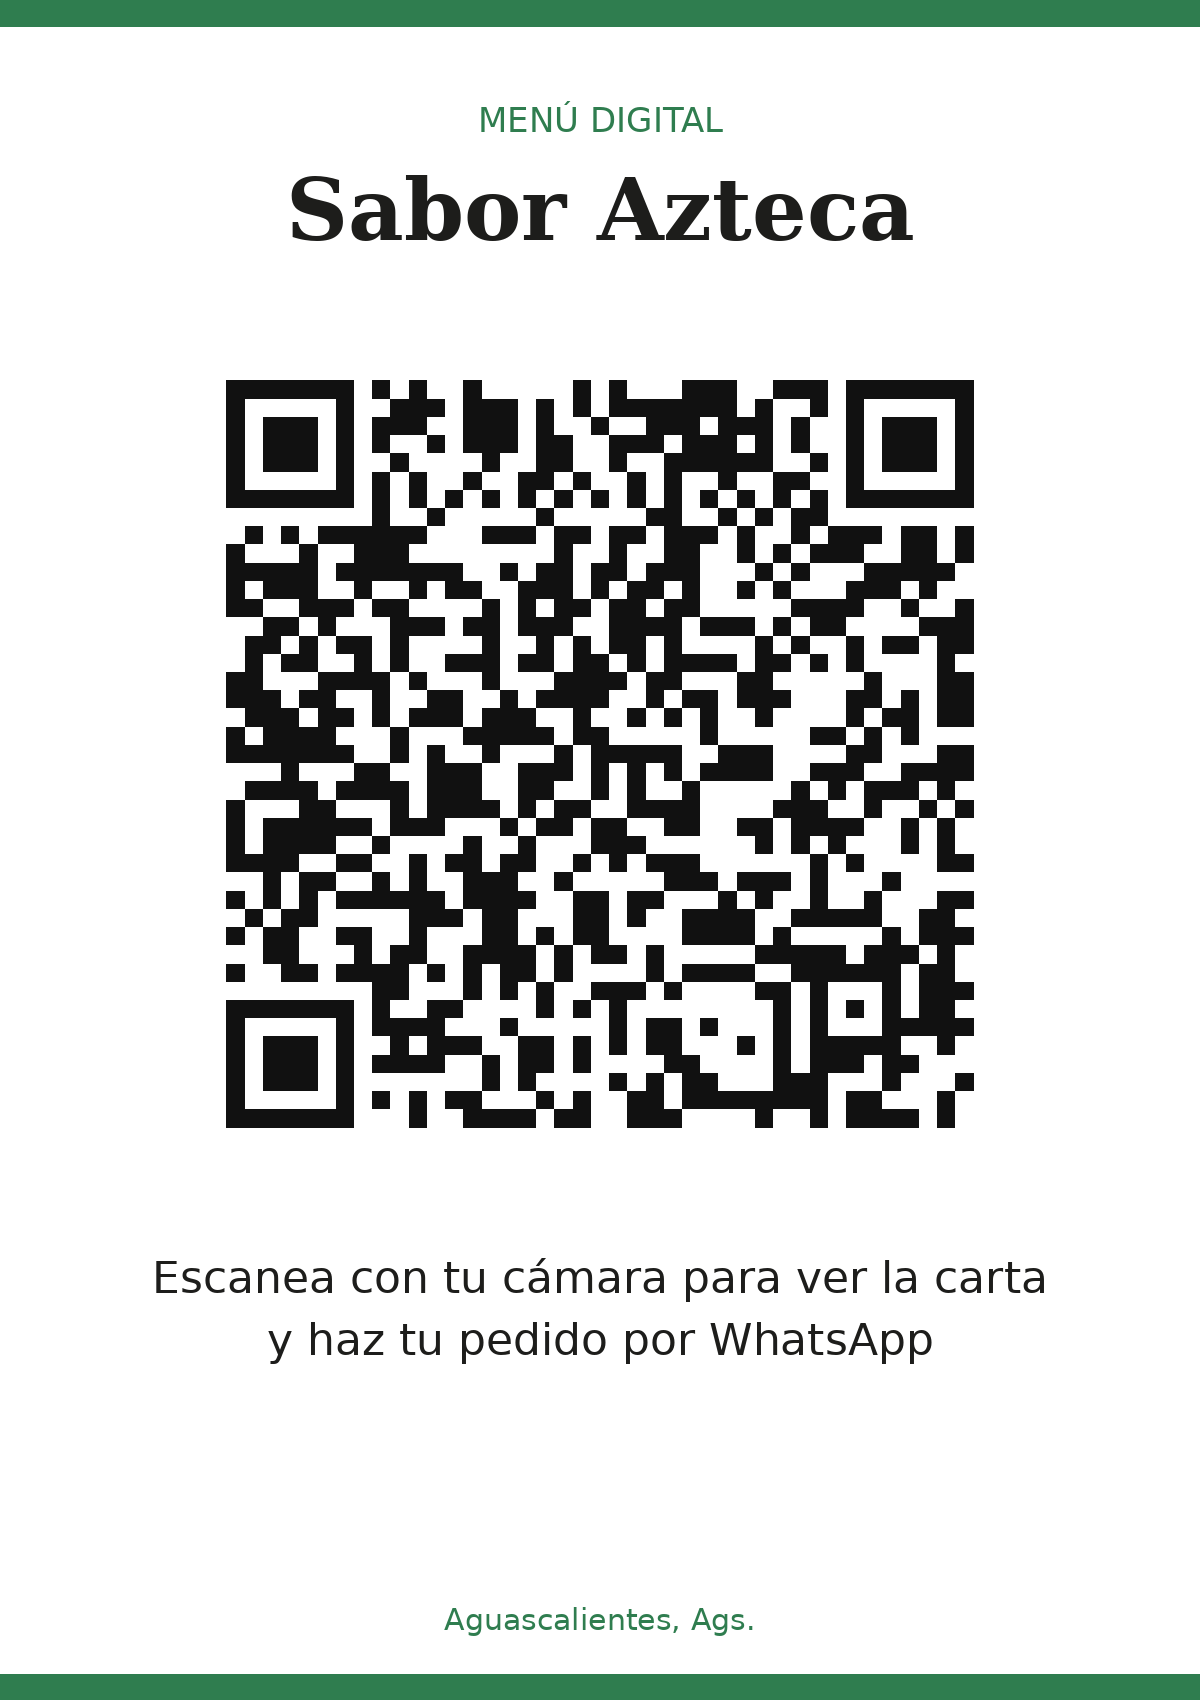 MENÚ DIGITAL
Sabor Azteca
Escanea con tu cámara para ver la carta
y haz tu pedido por WhatsApp
Aguascalientes, Ags.